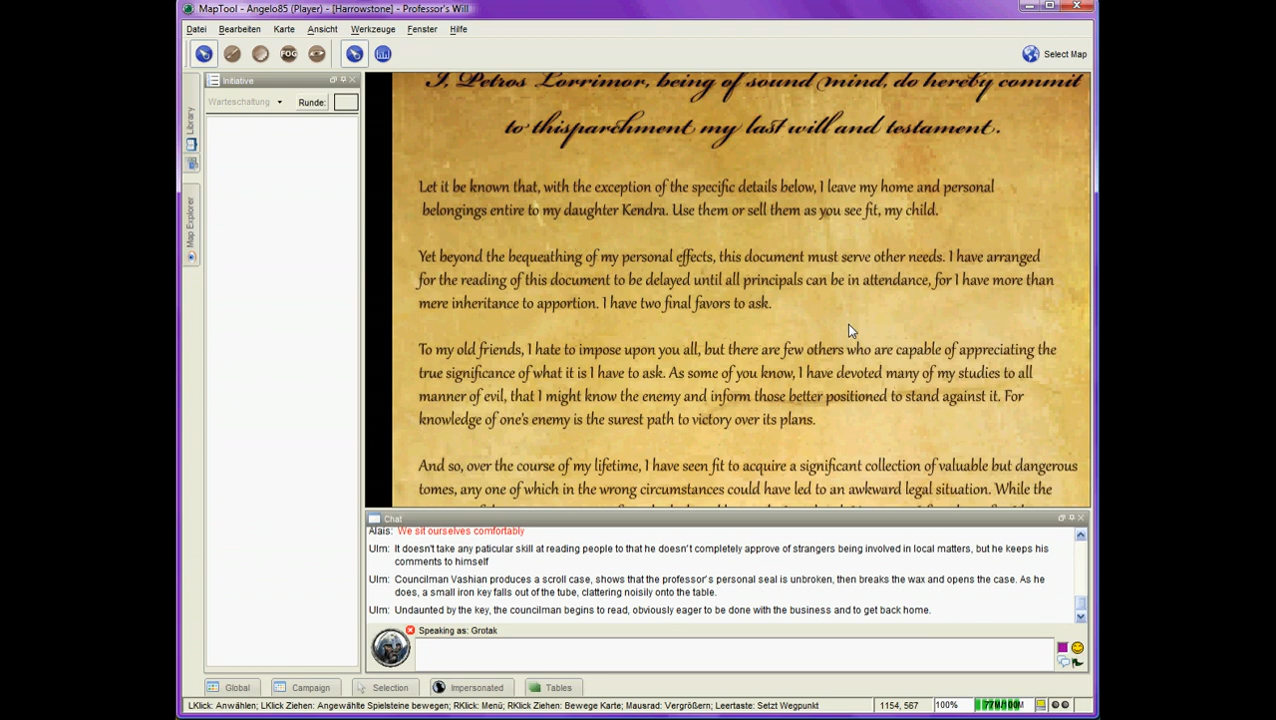 MapTool - Angelo85 (Player) - [Harrowstone] - Professor's Will
Datei Bearbeiten Karte Ansicht Werkzeuge Fenster Hilfe
FOG
Select Map
Initiative
Warteschaltung Runde:
Library
Map Explorer
I, Petros Lorrimor, being of sound mind, do hereby commit
to thisparchment my last will and testament.
Let it be known that, with the exception of the specific details below, I leave my home and personal
belongings entire to my daughter Kendra. Use them or sell them as you see fit, my child.
Yet beyond the bequeathing of my personal effects, this document must serve other needs. I have arranged
for the reading of this document to be delayed until all principals can be in attendance, for I have more than
mere inheritance to apportion. I have two final favors to ask.
To my old friends, I hate to impose upon you all, but there are few others who are capable of appreciating the
true significance of what it is I have to ask. As some of you know, I have devoted many of my studies to all
manner of evil, that I might know the enemy and inform those better positioned to stand against it. For
knowledge of one's enemy is the surest path to victory over its plans.
And so, over the course of my lifetime, I have seen fit to acquire a significant collection of valuable but dangerous
tomes, any one of which in the wrong circumstances could have led to an awkward legal situation. While the
Chat
Alais: We sit ourselves comfortably
Ulm: It doesn't take any paticular skill at reading people to that he doesn't completely approve of strangers being involved in local matters, but he keeps his
comments to himself
Ulm: Councilman Vashian produces a scroll case, shows that the professor's personal seal is unbroken, then breaks the wax and opens the case. As he
does, a small iron key falls out of the tube, clattering noisily onto the table.
Ulm: Undaunted by the key, the councilman begins to read, obviously eager to be done with the business and to get back home.
Speaking as: Grotak
Global Campaign Selection Impersonated Tables
LKlick: Anwählen; LKlick Ziehen: Angewählte Spielsteine bewegen; RKlick: Menü; RKlick Ziehen: Bewege Karte; Mausrad: Vergrößern; Leertaste: Setzt Wegpunkt
1154, 567 100% 77M/100M